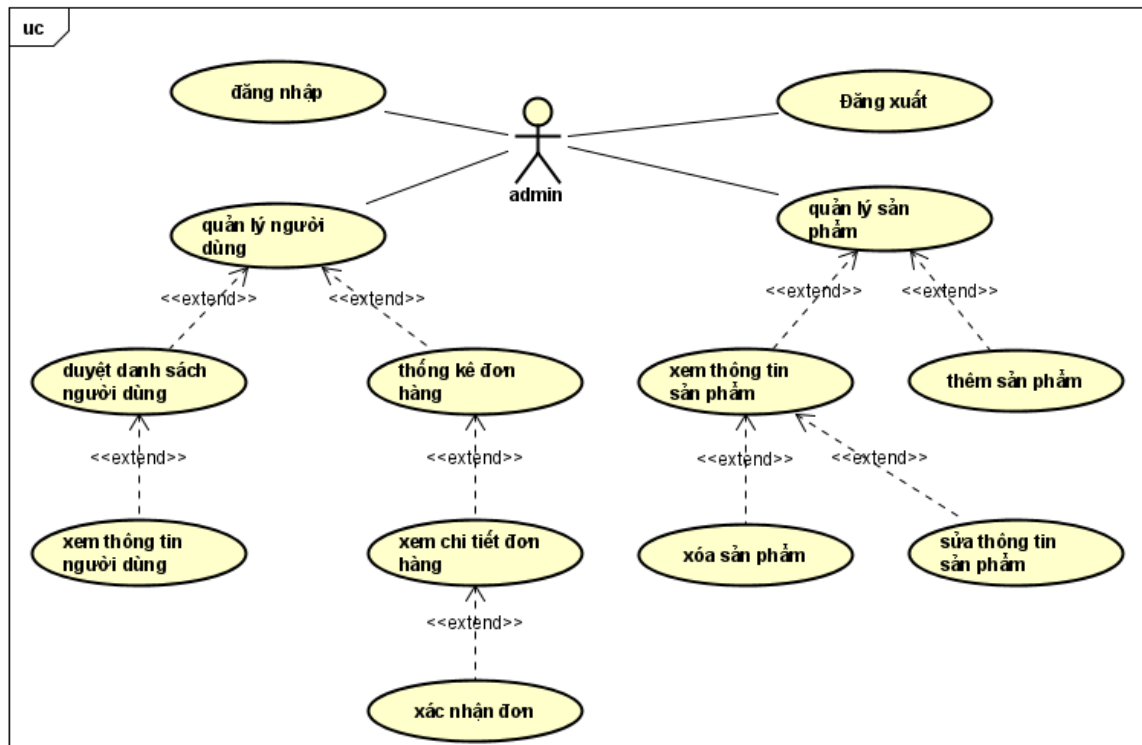 uc
đăng nhập
Đăng xuất
admin
quản lý người
dùng
quản lý sản
phẩm
<<extend>>
<<extend>>
<<extend>>
<<extend>>
duyệt danh sách
người dùng
thống kê đơn
hàng
xem thông tin
sản phẩm
thêm sản phẩm
<<extend>>
<<extend>>
<<extend>>
<<extend>>
xem thông tin
người dùng
xem chi tiết đơn
hàng
xóa sản phẩm
sửa thông tin
sản phẩm
<<extend>>
xác nhận đơn